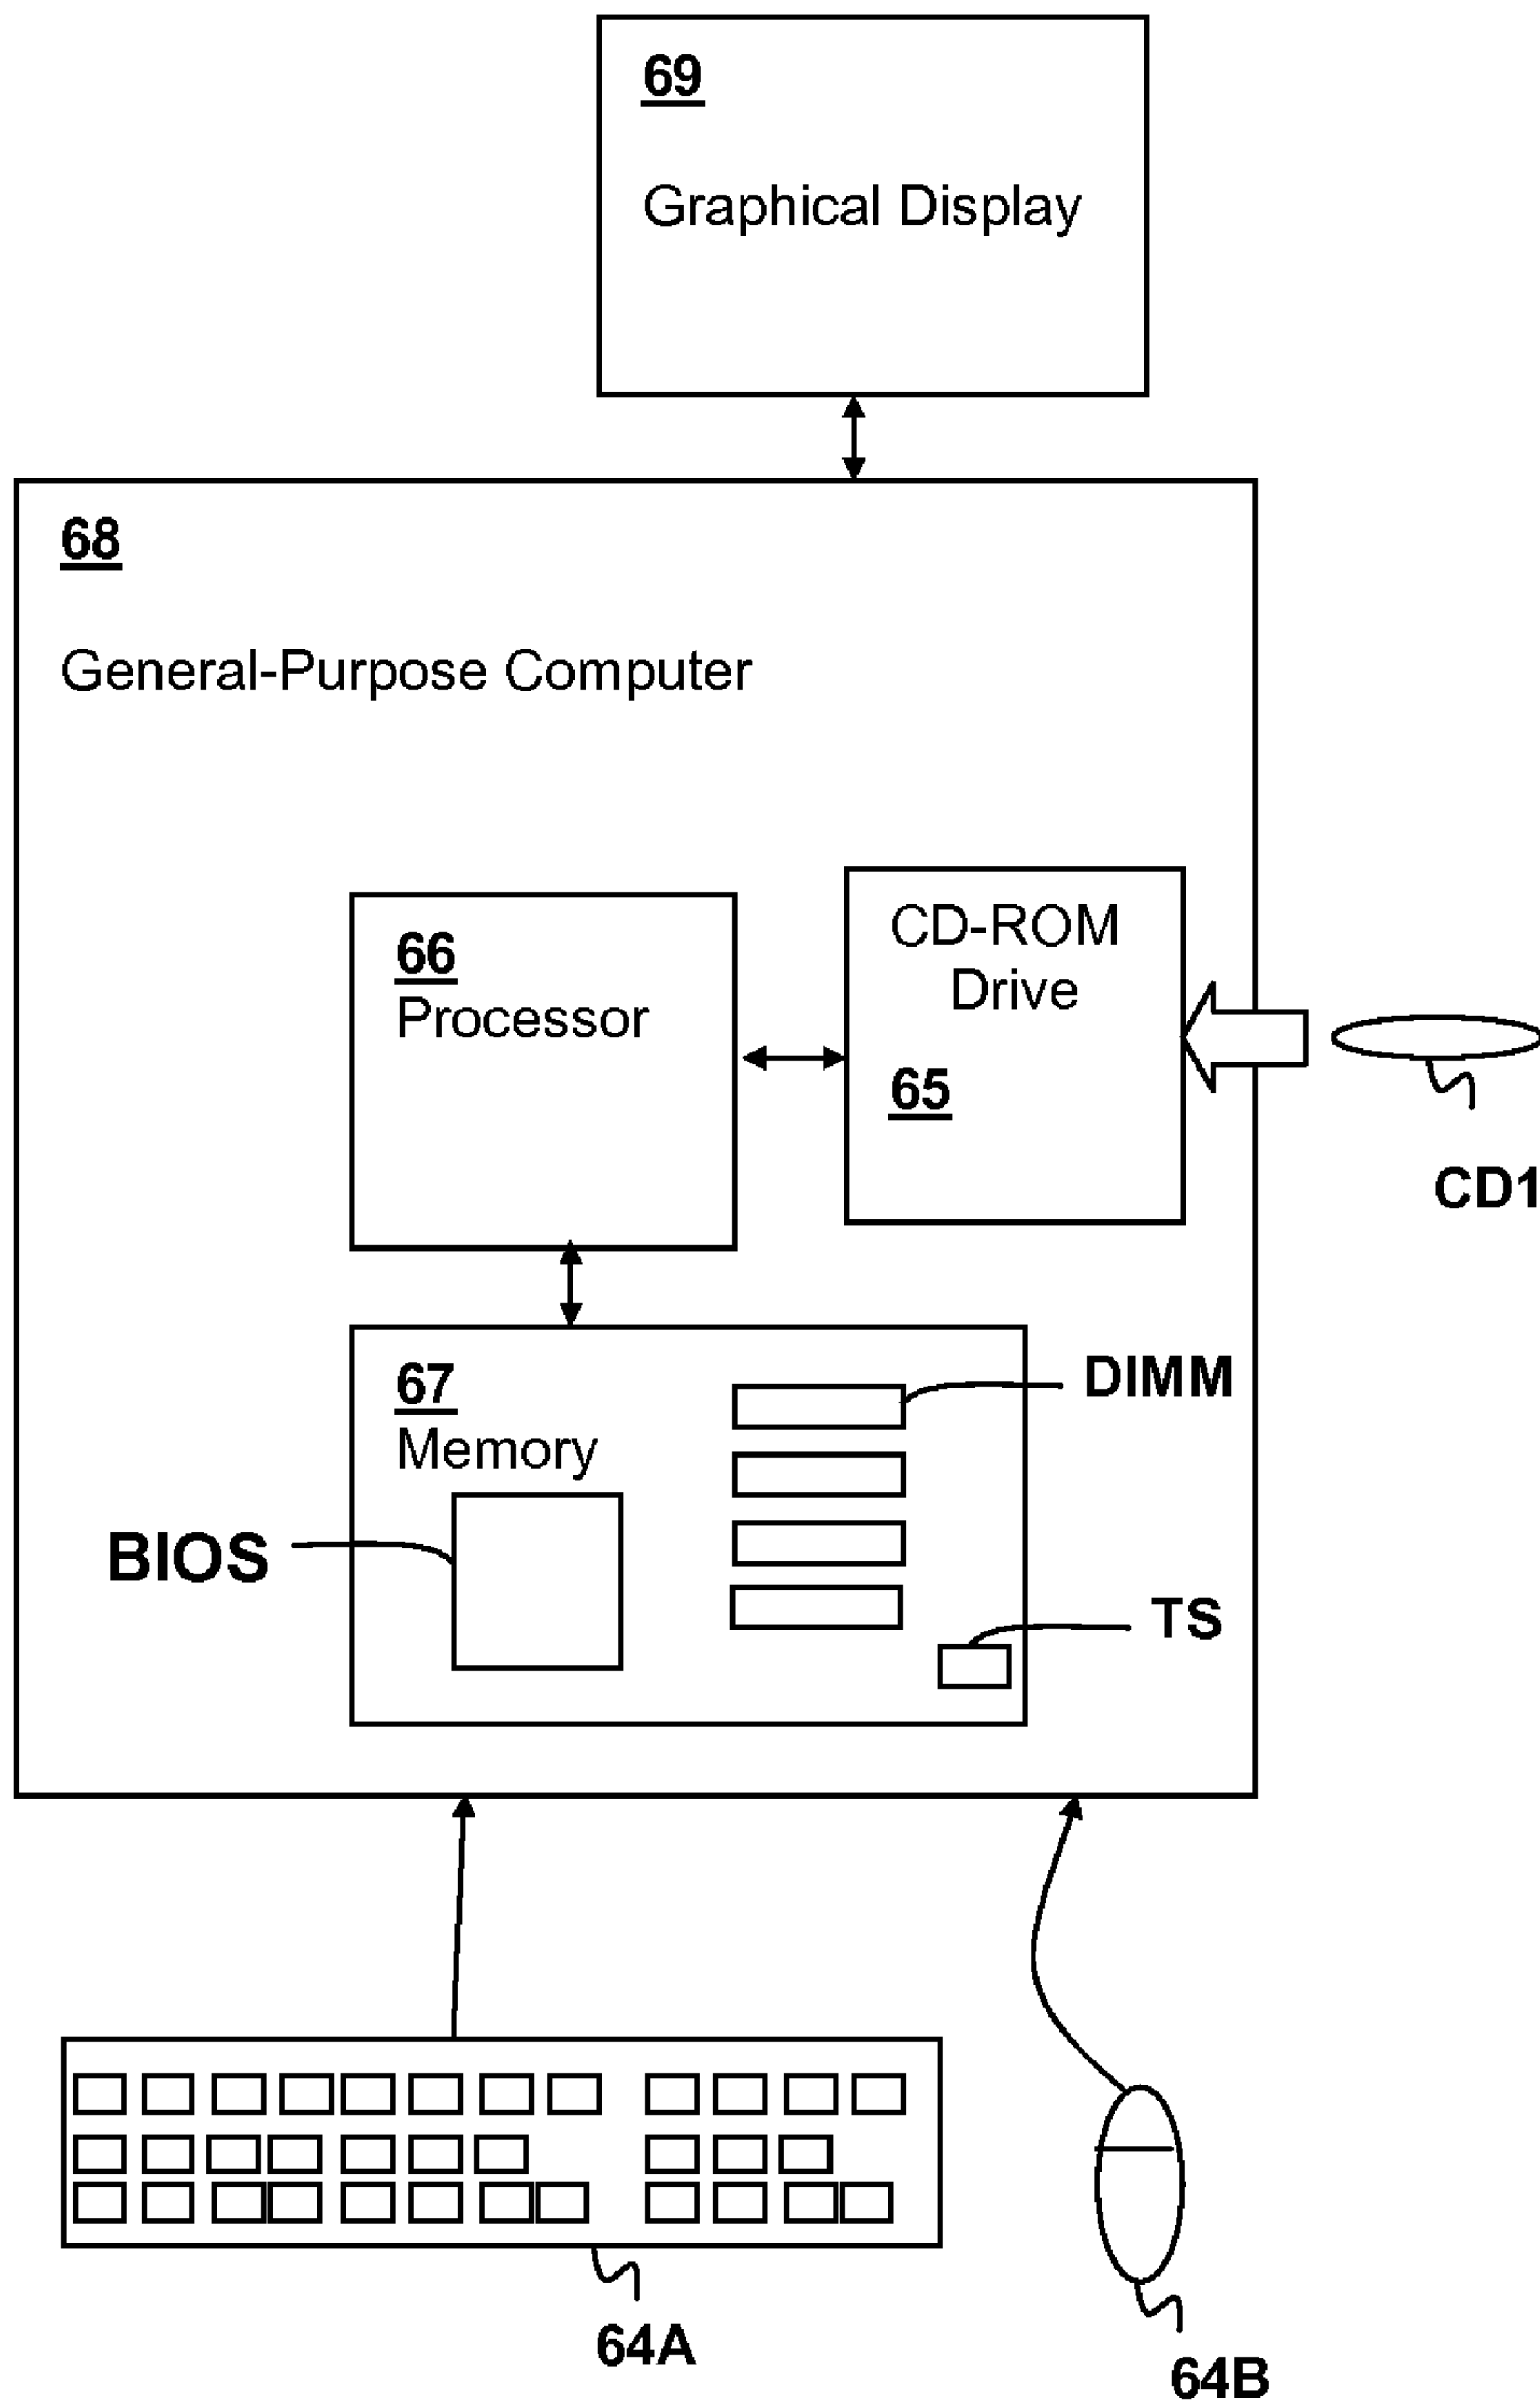 69
Graphical Display
68
General-Purpose Computer
66
Processor
CD-ROM
Drive
65
CD1
67
Memory
DIMM
BIOS
TS
64A
64B